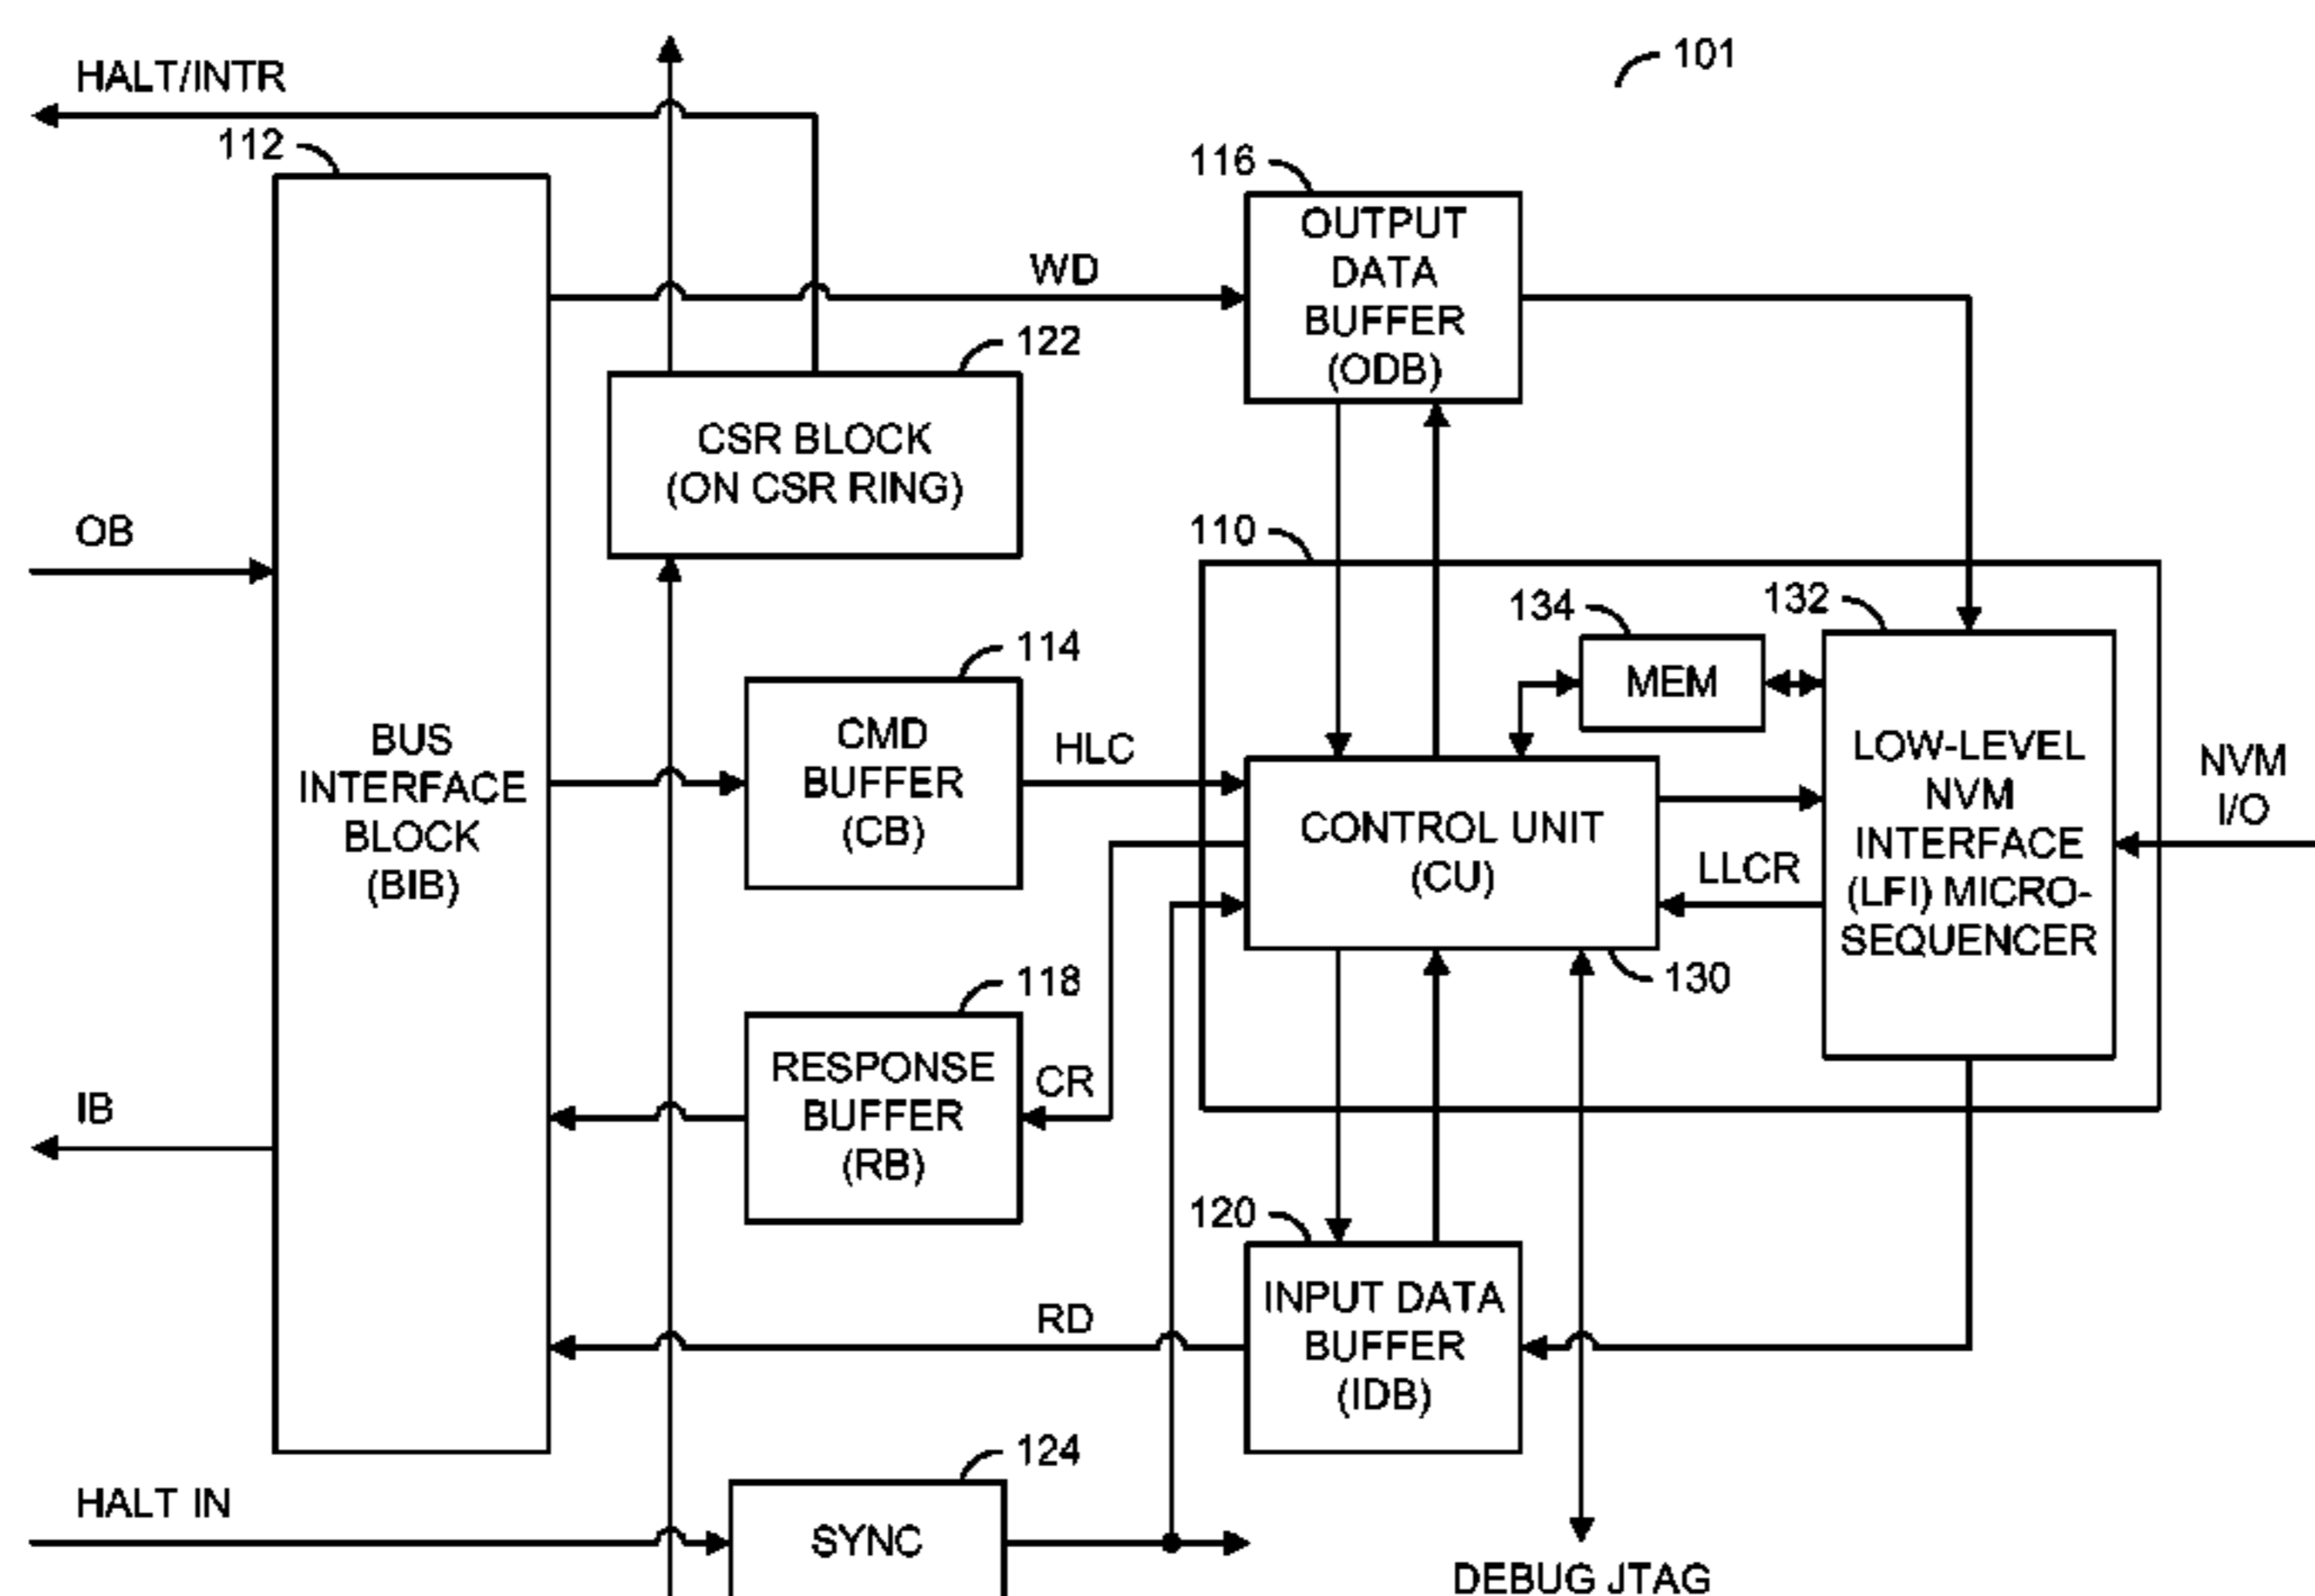 101
HALT/INTR
112
116
OUTPUT
DATA
BUFFER
(ODB)
WD
122
CSR BLOCK
(ON CSR RING)
OB
110
134
132
MEM
114
CMD
BUFFER
(CB)
HLC
BUS
INTERFACE
BLOCK
(BIB)
CONTROL UNIT
(CU)
LOW-LEVEL
NVM
INTERFACE
(LFI) MICRO-
SEQUENCER
NVM
I/O
LLCR
130
118
RESPONSE
BUFFER
(RB)
CR
IB
120
INPUT DATA
BUFFER
(IDB)
RD
124
HALT IN
SYNC
DEBUG JTAG